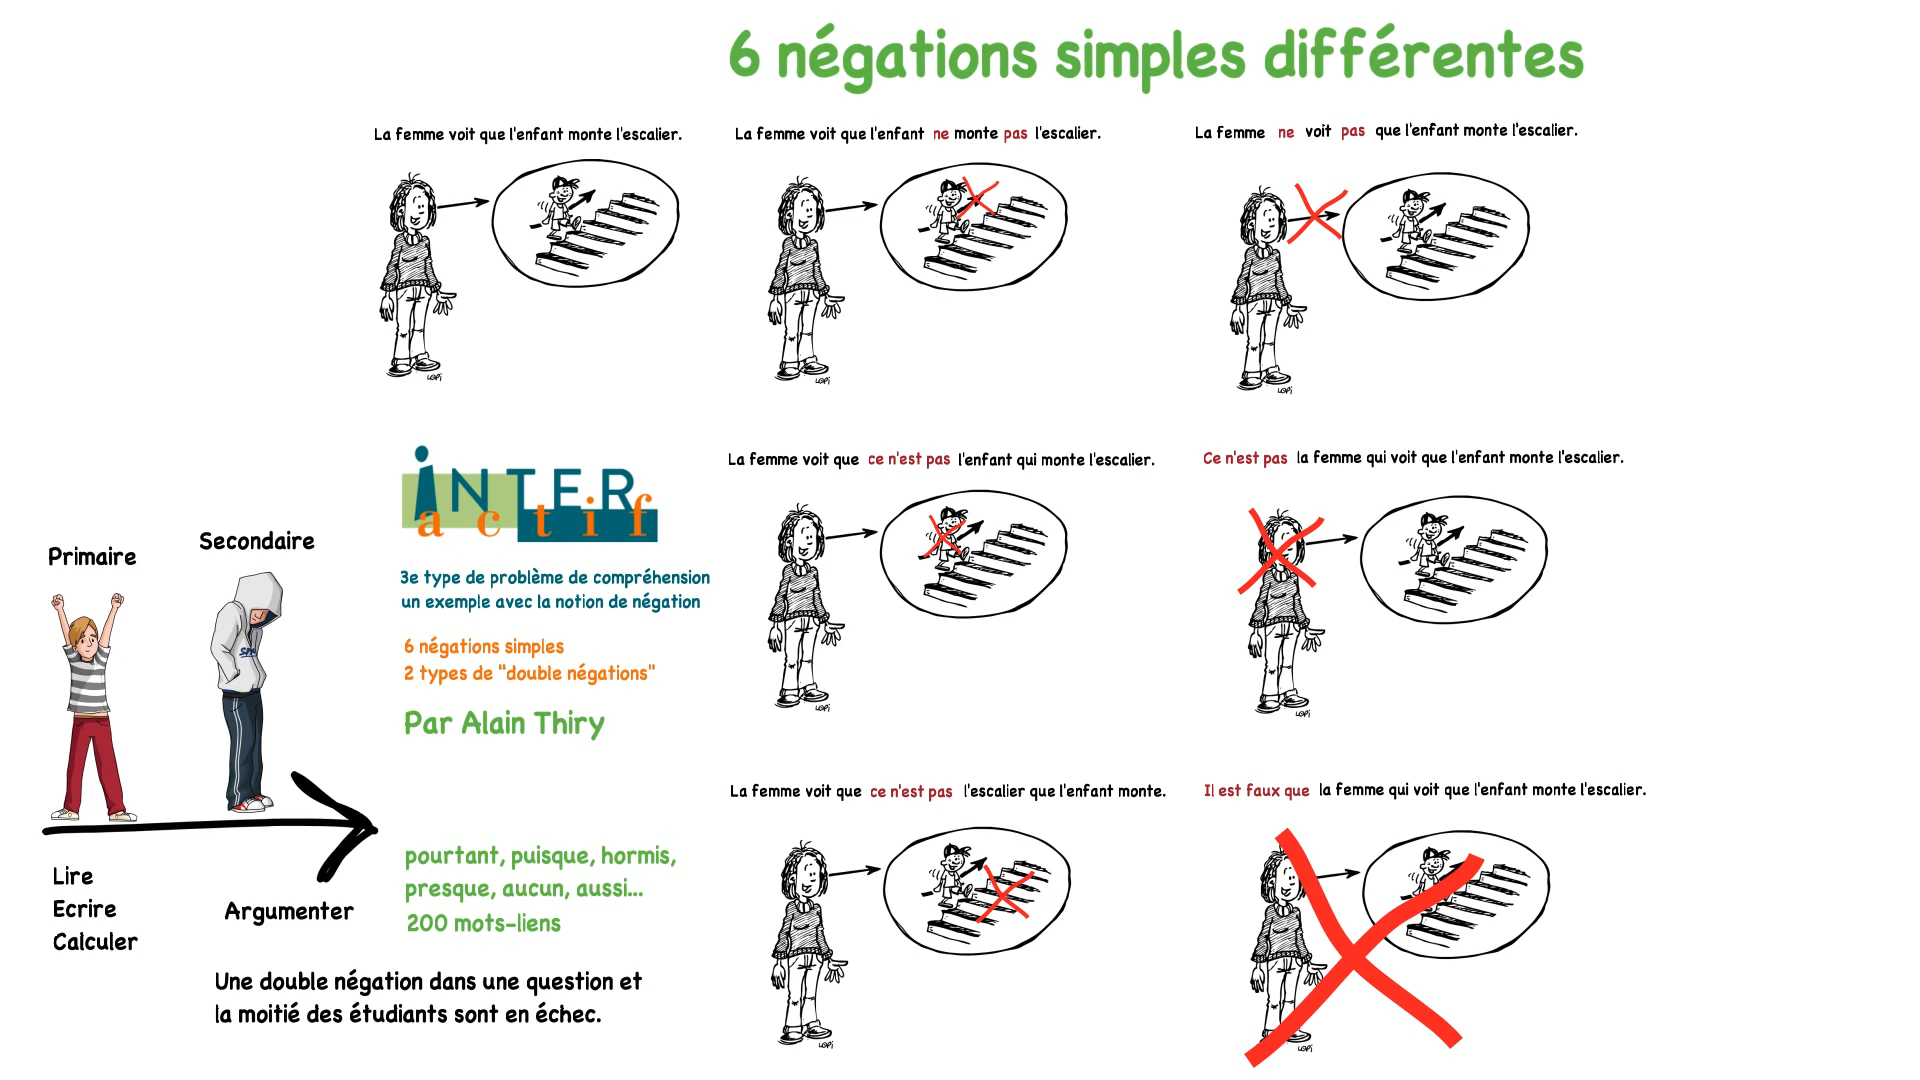 6 négations simples différentes
La femme voit que l'enfant monte l'escalier.
La femme voit que l'enfant ne monte pas l'escalier.
La femme ne voit pas que l'enfant monte l'escalier.
INTER
actif
3e type de problème de compréhension
un exemple avec la notion de négation
6 négations simples
2 types de "double négations"
Par Alain Thiry
La femme voit que ce n'est pas l'enfant qui monte l'escalier.
Ce n'est pas la femme qui voit que l'enfant monte l'escalier.
Primaire
Secondaire
La femme voit que ce n'est pas l'escalier que l'enfant monte.
Il est faux que la femme qui voit que l'enfant monte l'escalier.
Lire
Ecrire
Calculer
Argumenter
pourtant, puisque, hormis,
presque, aucun, aussi...
200 mots-liens
Une double négation dans une question et
la moitié des étudiants sont en échec.